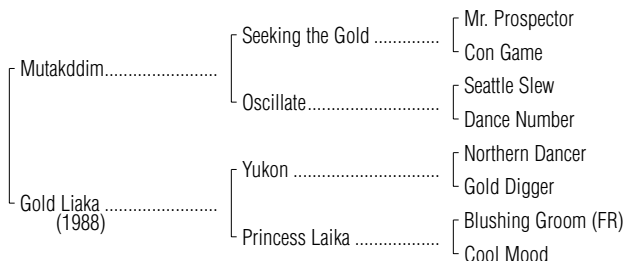 Mr. Prospector
Seeking the Gold ..............
Con Game
Mutakddim........................
Seattle Slew
Oscillate............................
Dance Number
Northern Dancer
Yukon ...............................
Gold Digger
Gold Liaka ........................
(1988)
Blushing Groom (FR)
Princess Laika ..................
Cool Mood